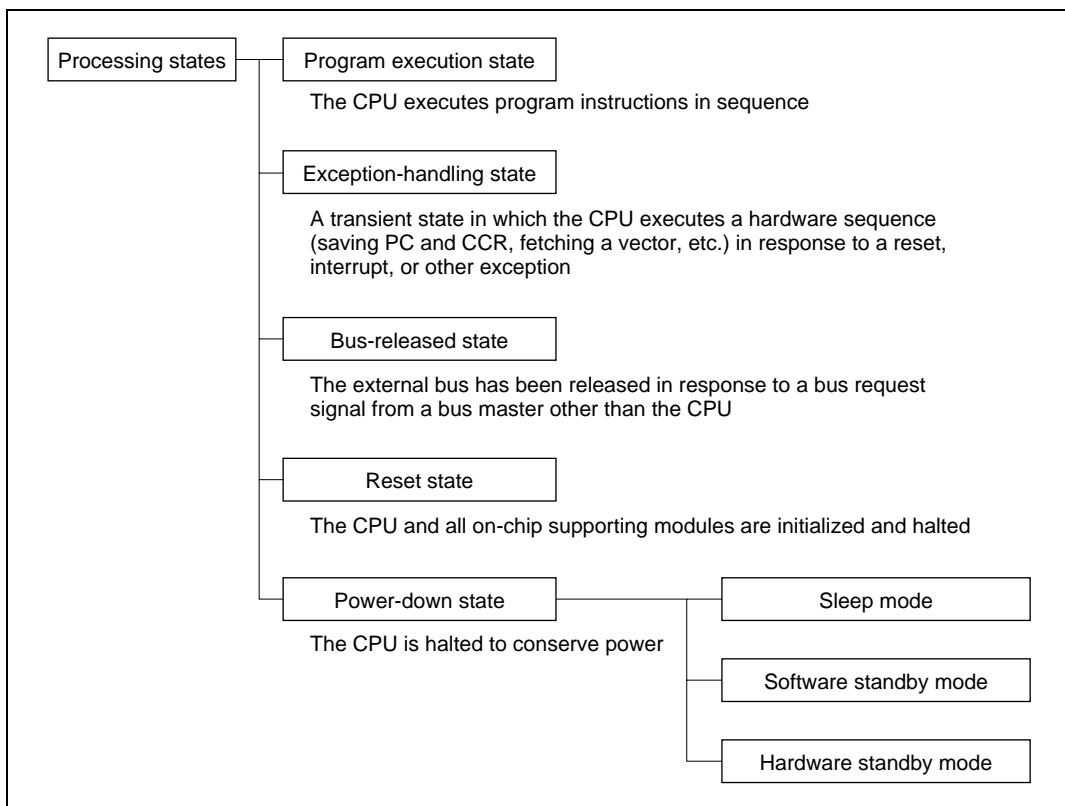 Processing states
Program execution state
The CPU executes program instructions in sequence
Exception-handling state
A transient state in which the CPU executes a hardware sequence
(saving PC and CCR, fetching a vector, etc.) in response to a reset,
interrupt, or other exception
Bus-released state
The external bus has been released in response to a bus request
signal from a bus master other than the CPU
Reset state
The CPU and all on-chip supporting modules are initialized and halted
Power-down state
The CPU is halted to conserve power
Sleep mode
Software standby mode
Hardware standby mode